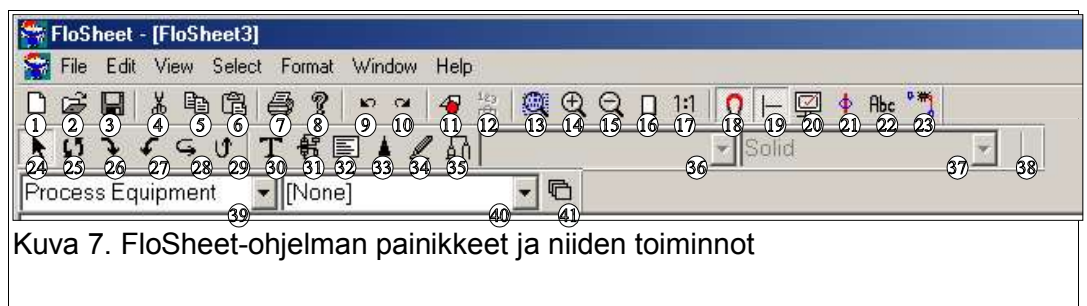 FloSheet - [FloSheet3]
File Edit View Select Format Window Help
123 1:1 Abc
1 2 3 4 5 6 7 8 9 10 11 12 13 14 15 16 17 18 19 20 21 22 23
T Solid
24 25 26 27 28 29 30 31 32 33 34 35 36 37 38
Process Equipment [None]
39 40 41
Kuva 7. FloSheet-ohjelman painikkeet ja niiden toiminnot